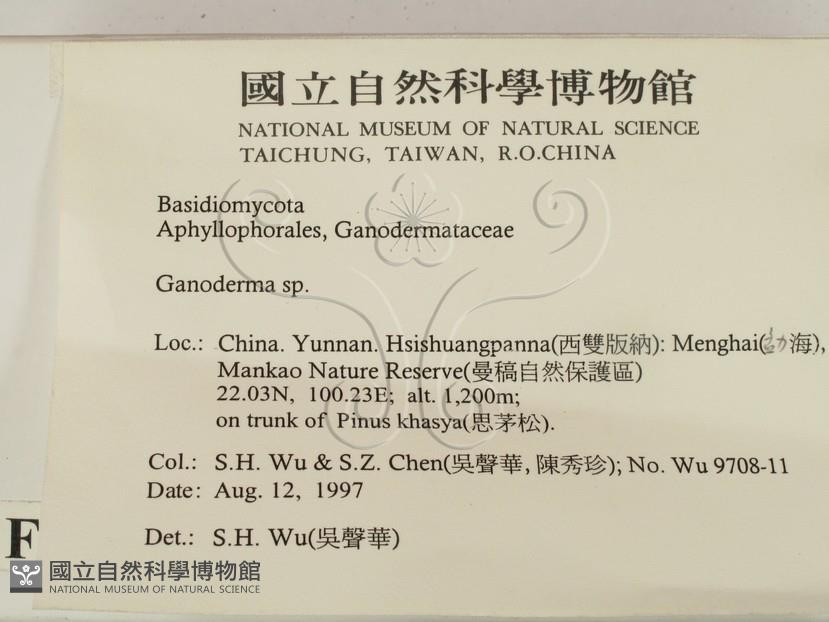 國立自然科學博物館
NATIONAL MUSEUM OF NATURAL SCIENCE
TAICHUNG, TAIWAN, R.O.CHINA
Basidiomycota
Aphyllophorales, Ganodermataceae
Ganoderma sp.
Loc.: China. Yunnan. Hsishuangpanna(西雙版納): Menghai(勐海),
Mankao Nature Reserve(曼稿自然保護區)
22.03N, 100.23E; alt. 1,200m;
on trunk of Pinus khasya(思茅松).
Col.: S.H. Wu & S.Z. Chen(吳聲華, 陳秀珍); No. Wu 9708-11
Date: Aug. 12, 1997
Det.: S.H. Wu(吳聲華)
F
國立自然科學博物館
NATIONAL MUSEUM OF NATURAL SCIENCE